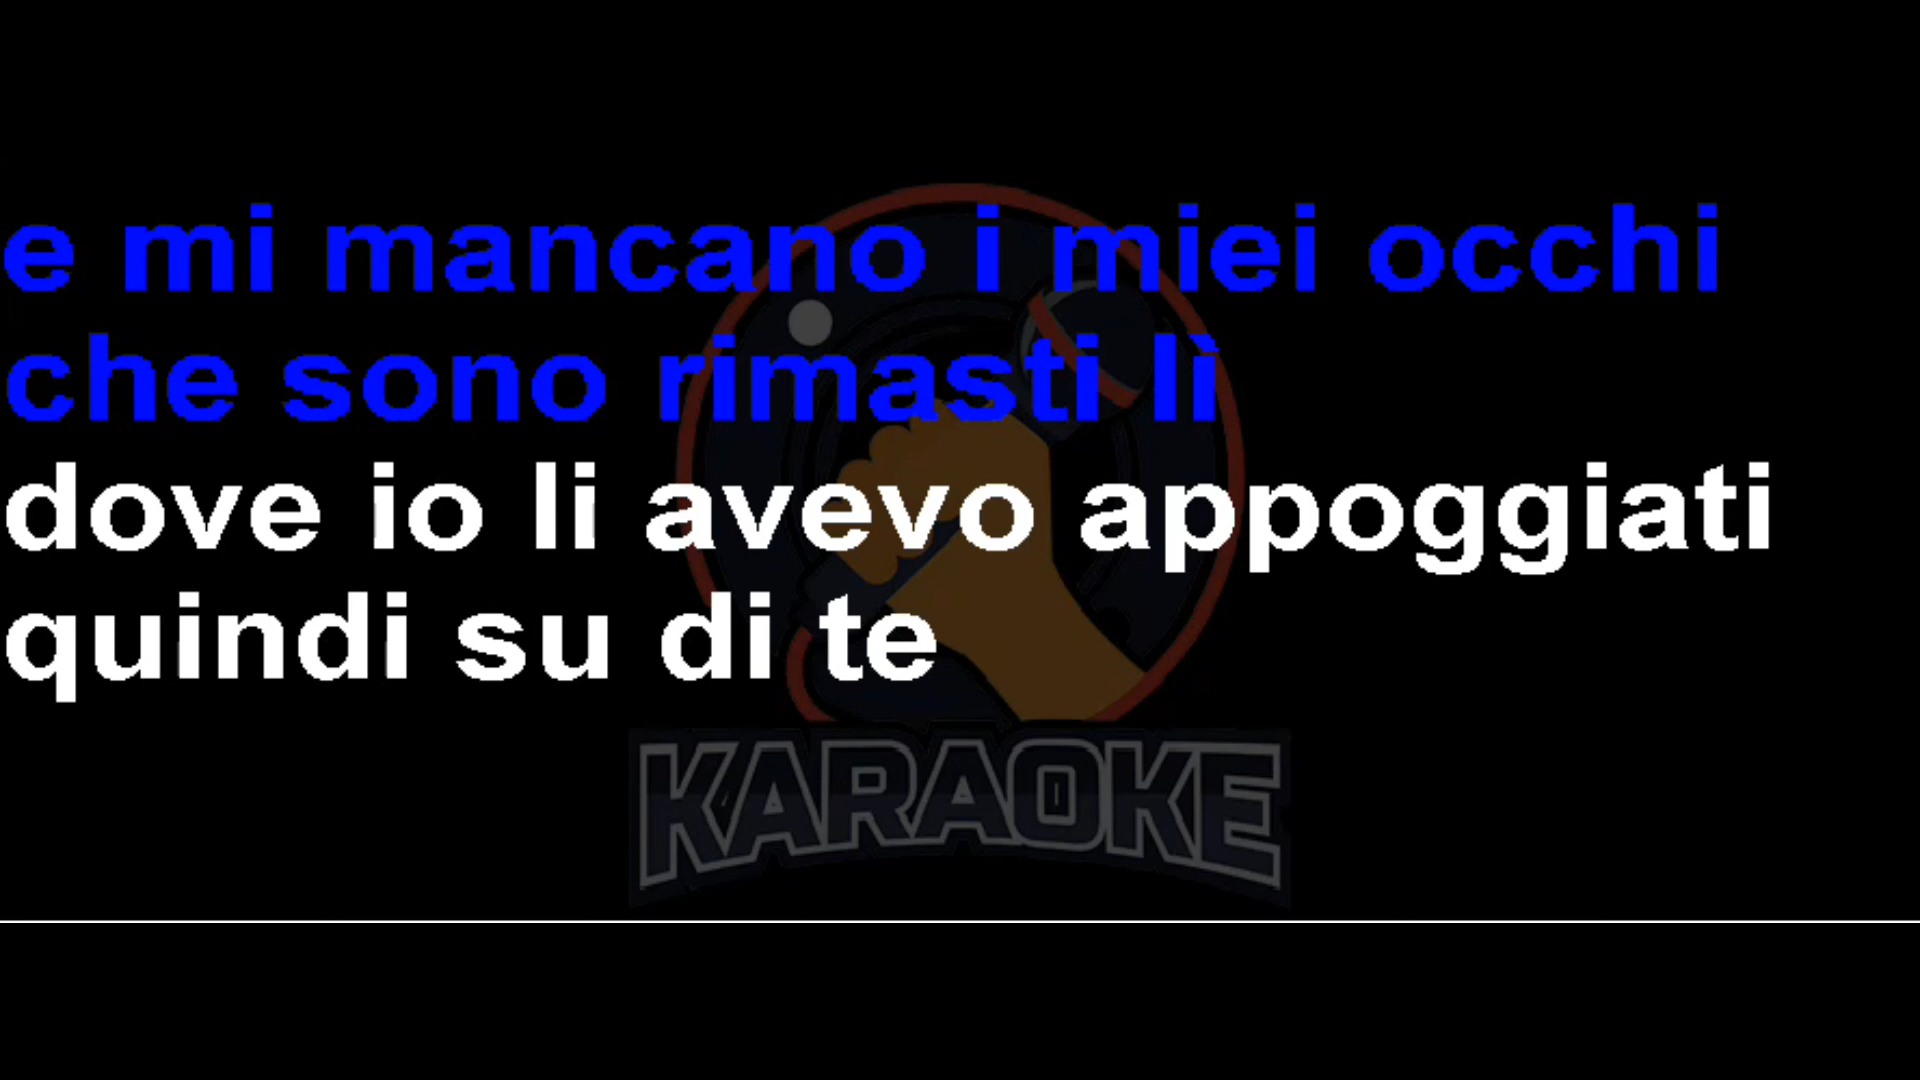 e mi mancano i miei occhi
che sono rimasti lì
dove io li avevo appoggiati
quindi su di te
KARAOKE